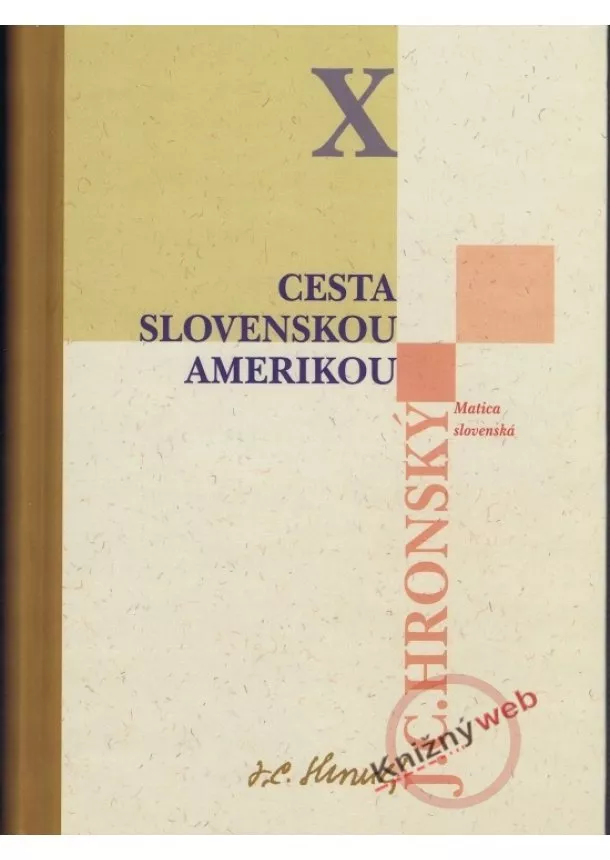 X
CESTA
SLOVENSKOU
AMERIKOU
Matica
slovenská
J. C. HRONSKÝ
Knižný web